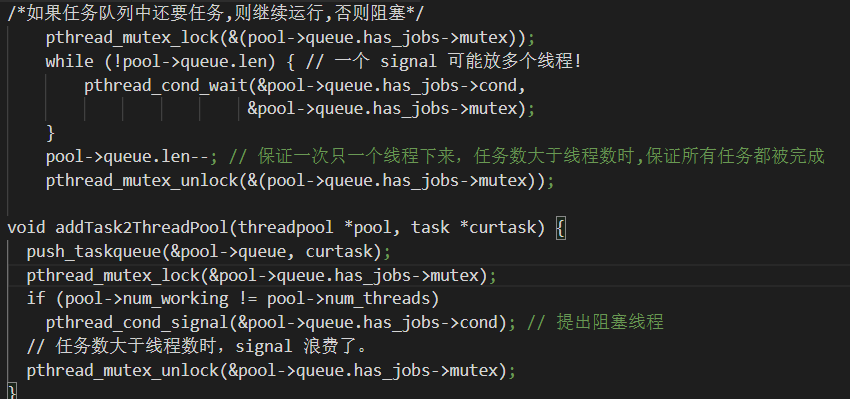 /*如果任务队列中还要任务,则继续运行,否则阻塞*/
pthread_mutex_lock(&(pool->queue.has_jobs->mutex));
while (!pool->queue.len) { // 一个 signal 可能放多个线程!
pthread_cond_wait(&pool->queue.has_jobs->cond,
&pool->queue.has_jobs->mutex);
}
pool->queue.len--; // 保证一次只一个线程下来，任务数大于线程数时,保证所有任务都被完成
pthread_mutex_unlock(&(pool->queue.has_jobs->mutex));
void addTask2ThreadPool(threadpool *pool, task *curtask) {
push_taskqueue(&pool->queue, curtask);
pthread_mutex_lock(&pool->queue.has_jobs->mutex);
if (pool->num_working != pool->num_threads)
pthread_cond_signal(&pool->queue.has_jobs->cond); // 提出阻塞线程
// 任务数大于线程数时，signal 浪费了。
pthread_mutex_unlock(&pool->queue.has_jobs->mutex);
}